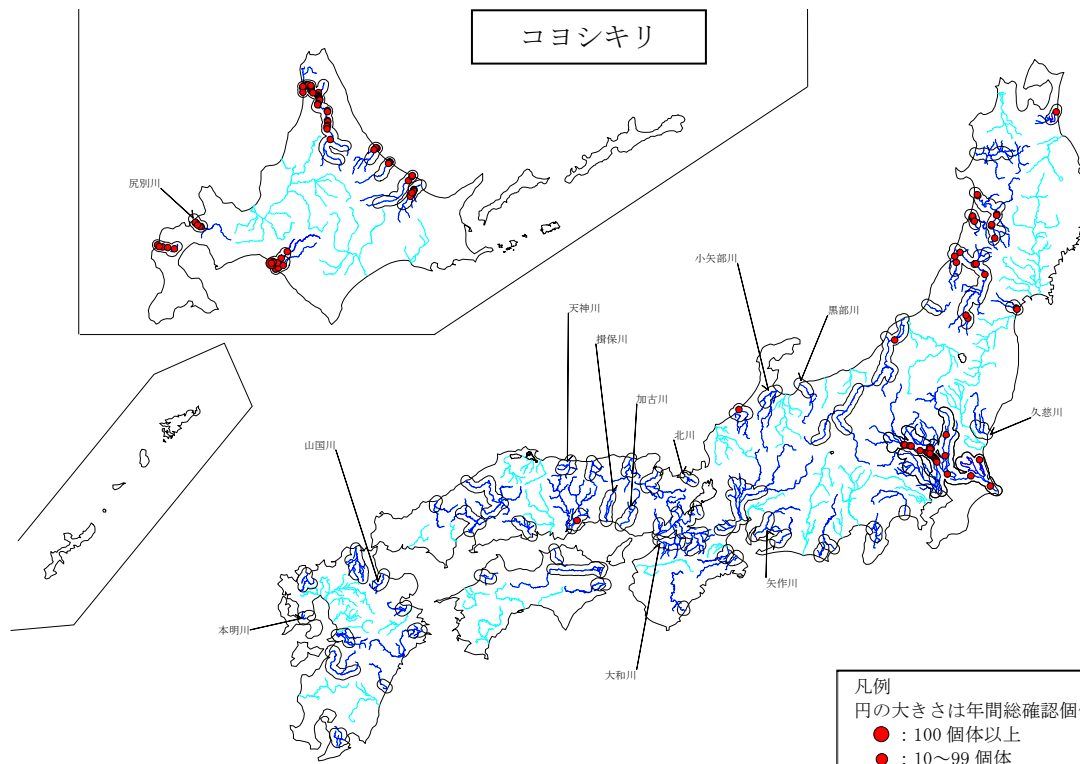 コヨシキリ
尻別川
小矢部川
天神川
黒部川
揖保川
加古川
久慈川
北川
山国川
矢作川
本明川
大和川
凡例
円の大きさは年間総確認個
: 100 個体以上
: 10～99 個体